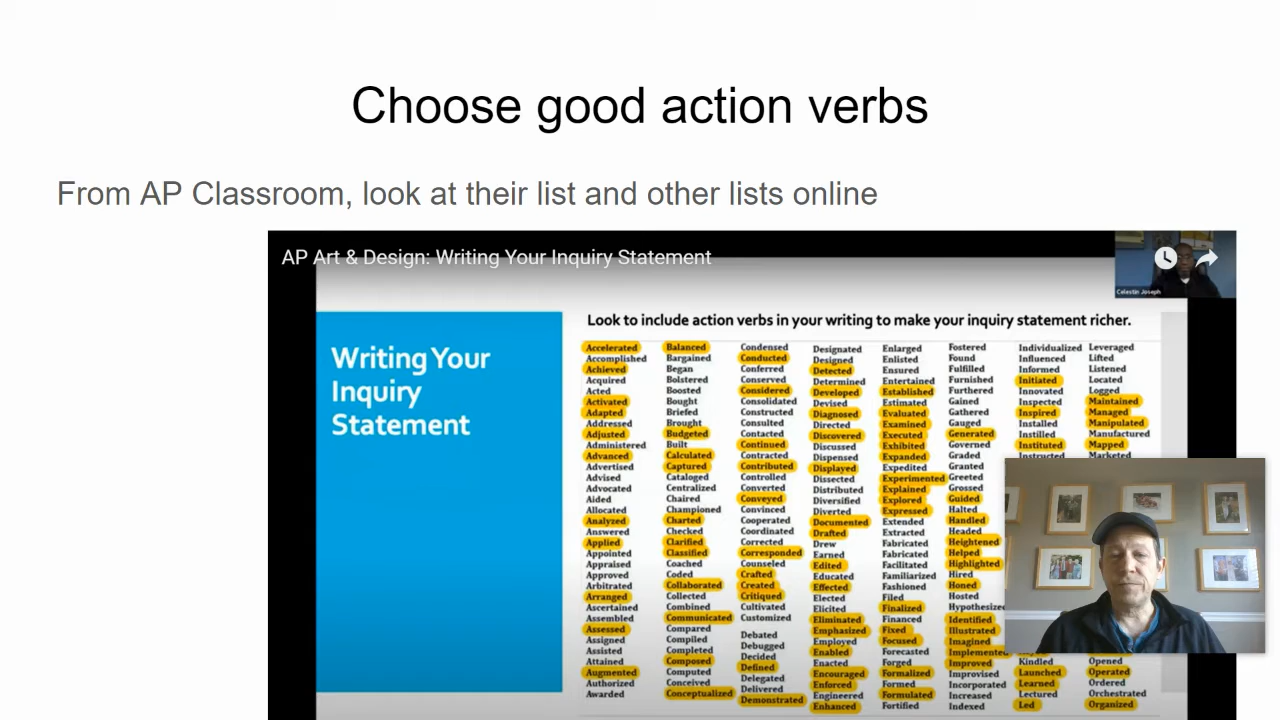 Choose good action verbs
From AP Classroom, look at their list and other lists online
AP Art & Design: Writing Your Inquiry Statement
Celestin Joseph
Writing Your
Inquiry
Statement
Look to include action verbs in your writing to make your inquiry statement richer.
Accelerated
Accomplished
Achieved
Acquired
Acted
Activated
Adapted
Addressed
Adjusted
Administered
Advanced
Advertised
Advised
Advocated
Aided
Allocated
Analyzed
Answered
Applied
Appointed
Appraised
Approved
Arbitrated
Arranged
Ascertained
Assembled
Assessed
Assigned
Assisted
Attained
Augmented
Authorized
Awarded
Balanced
Bargained
Began
Bolstered
Boosted
Bought
Briefed
Brought
Budgeted
Built
Calculated
Captured
Cataloged
Centralized
Chaired
Championed
Charted
Checked
Clarified
Classified
Coached
Coded
Collaborated
Collected
Combined
Communicated
Compared
Compiled
Completed
Composed
Computed
Conceived
Conceptualized
Condensed
Conducted
Conferred
Conserved
Considered
Consolidated
Constructed
Consulted
Contacted
Continued
Contracted
Contributed
Controlled
Converted
Conveyed
Convinced
Cooperated
Coordinated
Corrected
Corresponded
Counseled
Crafted
Created
Critiqued
Cultivated
Customized
Debated
Debugged
Decided
Defined
Delegated
Delivered
Demonstrated
Designated
Designed
Detected
Determined
Developed
Devised
Diagnosed
Directed
Discovered
Discussed
Dispensed
Displayed
Dissected
Distributed
Diversified
Diverted
Documented
Drafted
Drew
Earned
Edited
Educated
Effected
Elected
Elicited
Eliminated
Emphasized
Employed
Enabled
Enacted
Encouraged
Enforced
Engineered
Enhanced
Enlarged
Enlisted
Ensured
Entertained
Established
Estimated
Evaluated
Examined
Executed
Exhibited
Expanded
Expedited
Experimented
Explained
Explored
Expressed
Extended
Extracted
Fabricated
Fabricated
Facilitated
Familiarized
Fashioned
Filed
Finalized
Financed
Fixed
Focused
Forecasted
Forged
Formalized
Formed
Formulated
Fortified
Fostered
Found
Fulfilled
Furnished
Furthered
Gained
Gathered
Gauged
Generated
Governed
Graded
Granted
Greeted
Grossed
Guided
Halted
Handled
Headed
Heightened
Helped
Highlighted
Hired
Honed
Hosted
Hypothesize
Identified
Illustrated
Imagined
Implemented
Improved
Improvised
Incorporated
Increased
Indexed
Individualized
Influenced
Informed
Initiated
Innovated
Inspected
Inspired
Installed
Instilled
Instituted
Instructed
Kindled
Launched
Learned
Lectured
Led
Leveraged
Lifted
Listened
Located
Logged
Maintained
Managed
Manipulated
Manufactured
Mapped
Marketed
Opened
Operated
Ordered
Orchestrated
Organized